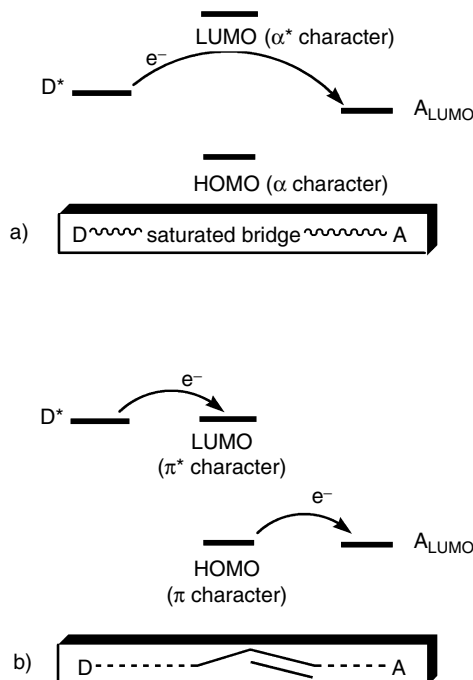 LUMO (α* character)
e⁻
D*
A_LUMO
HOMO (α character)
a) D saturated bridge A
e⁻
D*
LUMO
(π* character)
e⁻
HOMO
A_LUMO
(π character)
b) D A